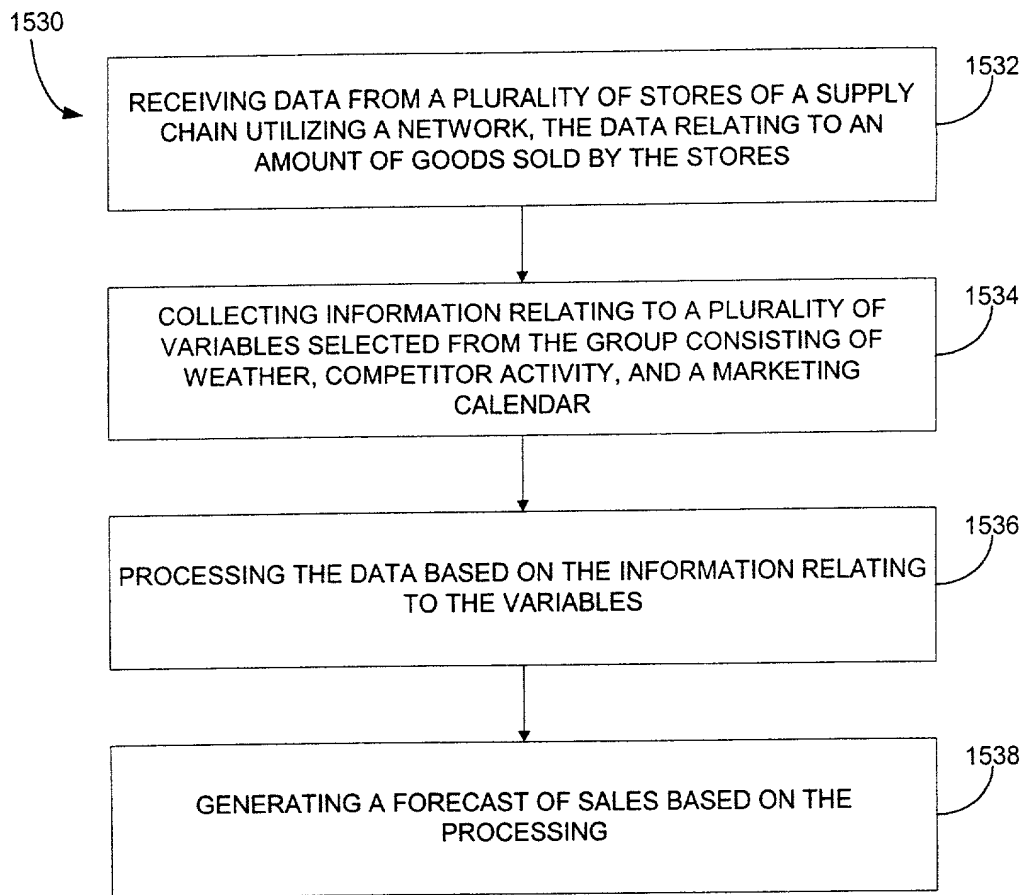 1530
1532
RECEIVING DATA FROM A PLURALITY OF STORES OF A SUPPLY
CHAIN UTILIZING A NETWORK, THE DATA RELATING TO AN
AMOUNT OF GOODS SOLD BY THE STORES
1534
COLLECTING INFORMATION RELATING TO A PLURALITY OF
VARIABLES SELECTED FROM THE GROUP CONSISTING OF
WEATHER, COMPETITOR ACTIVITY, AND A MARKETING
CALENDAR
1536
PROCESSING THE DATA BASED ON THE INFORMATION RELATING
TO THE VARIABLES
1538
GENERATING A FORECAST OF SALES BASED ON THE
PROCESSING